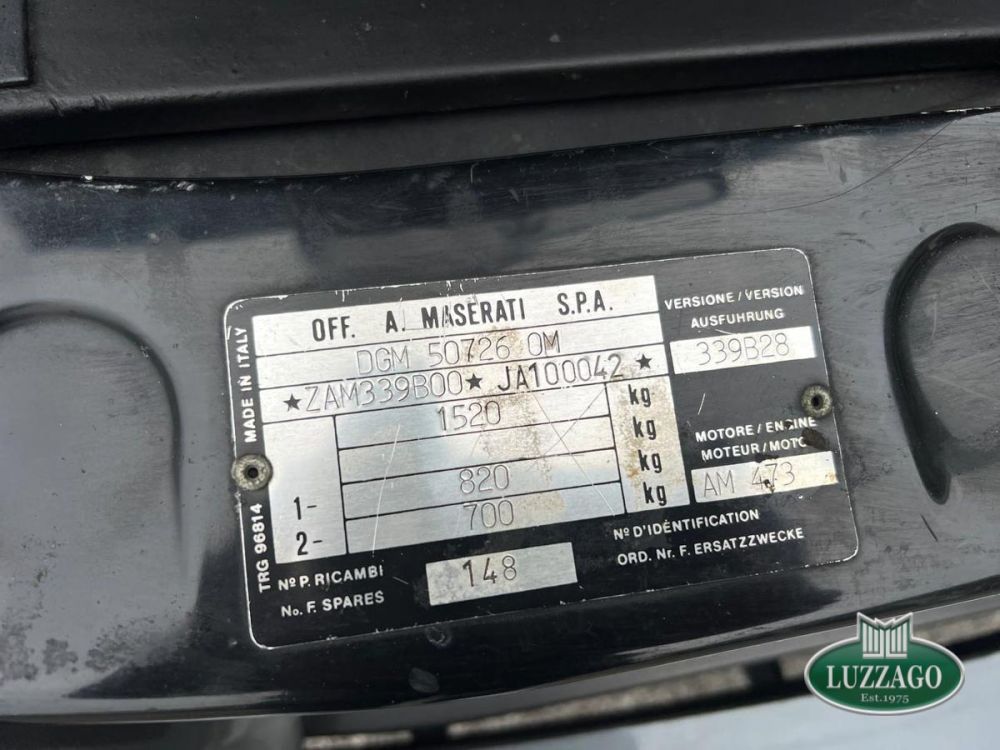 OFF. A. MASERATI S.P.A.
DGM 50726 OM
★ZAM339B00★ JA100042 ★
1520 kg
kg
1- 820 kg
2- 700 kg
MADE IN ITALY
TRG 96814
VERSIONE / VERSION
AUSFUHRUNG
339B28
MOTORE / ENGINE
MOTEUR / MOTO
AM 473
Nº P. RICAMBI
No. F. SPARES
148
Nº D'IDÉNTIFICATION
ORD. Nr. F. ERSATZZWECKE
LUZZAGO
Est.1975